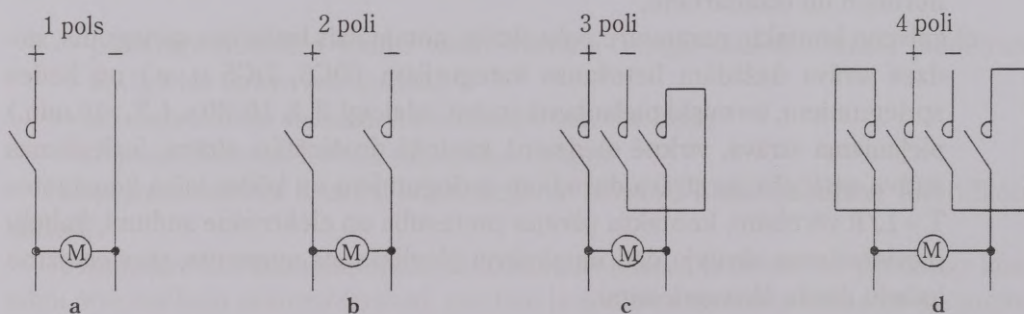 1 pols 2 poli 3 poli 4 poli
+ − + − + − + −
M M M M
a b c d